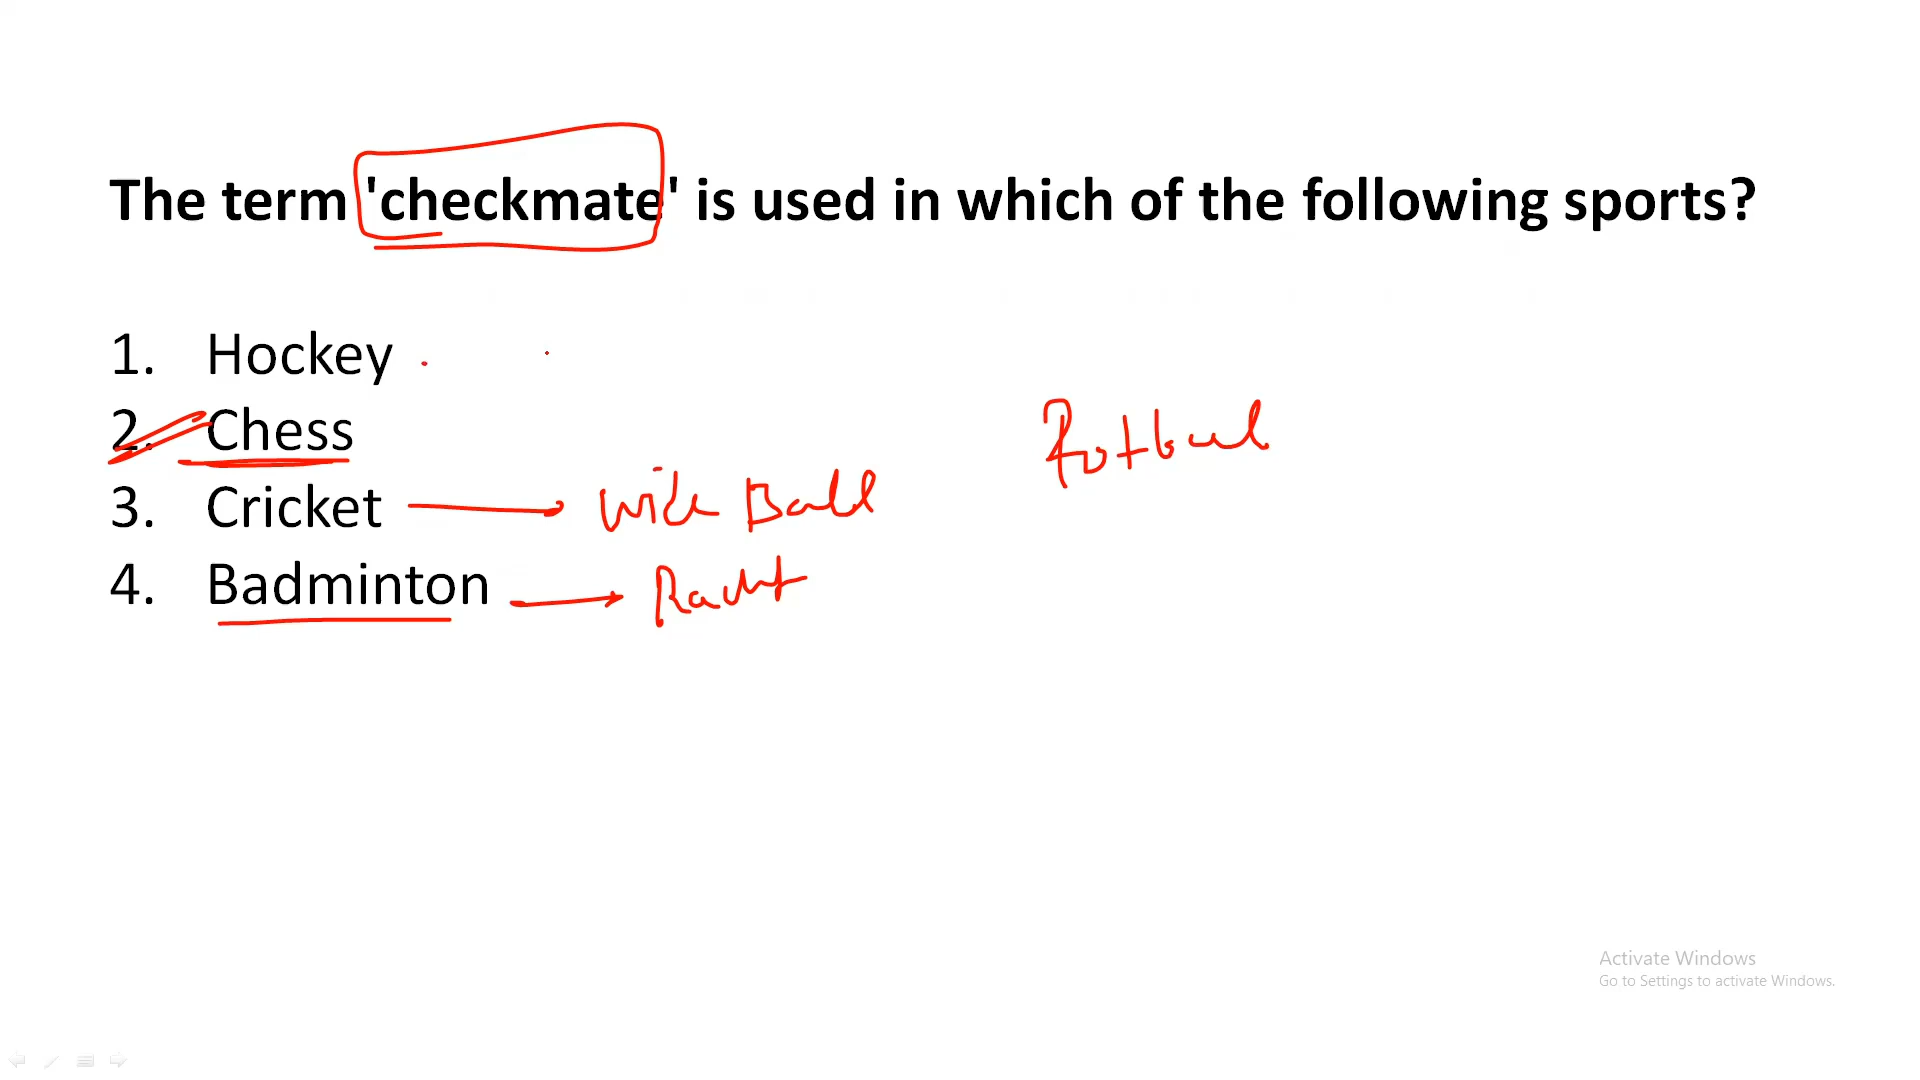 The term 'checkmate' is used in which of the following sports?
1. Hockey
2. Chess
3. Cricket → wide Ball
4. Badminton → Racket
Football
Activate Windows
Go to Settings to activate Windows.